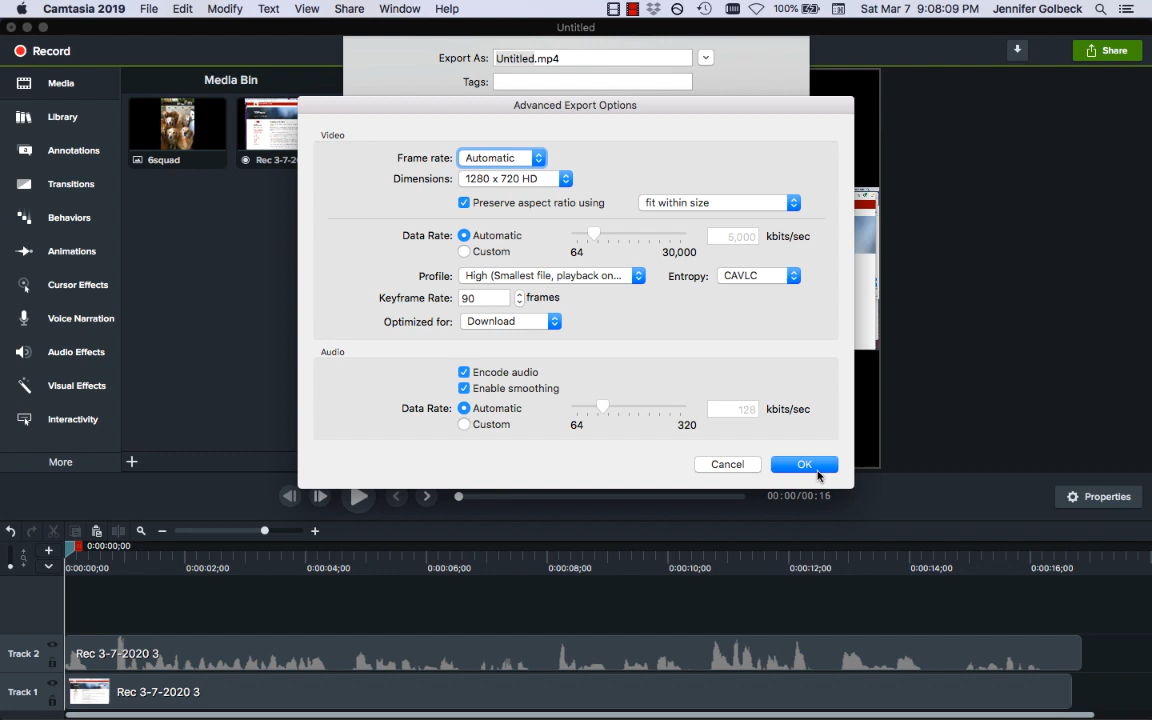 Camtasia 2019 File Edit Modify Text View Share Window Help 100% Sat Mar 7 9:08:09 PM Jennifer Golbeck
Untitled
Record
Export As: Untitled.mp4
Share
Tags:
Media
Media Bin
Advanced Export Options
Library
Video
Annotations
Frame rate: Automatic
6squad
Rec 3-7-2
Dimensions: 1280 x 720 HD
Transitions
Preserve aspect ratio using fit within size
Behaviors
Data Rate: Automatic 5,000 kbits/sec
Animations
Custom 64 30,000
Cursor Effects
Profile: High (Smallest file, playback on... Entropy: CAVLC
Keyframe Rate: 90 frames
Voice Narration
Optimized for: Download
Audio Effects
Audio
Encode audio
Visual Effects
Enable smoothing
Interactivity
Data Rate: Automatic 128 kbits/sec
Custom 64 320
More
Cancel OK
00:00/00:16
Properties
0:00:00;00
0:00:00;00 0:00:02;00 0:00:04;00 0:00:06;00 0:00:08;00 0:00:10;00 0:00:12;00 0:00:14;00 0:00:16;00
Track 2 Rec 3-7-2020 3
Track 1 Rec 3-7-2020 3